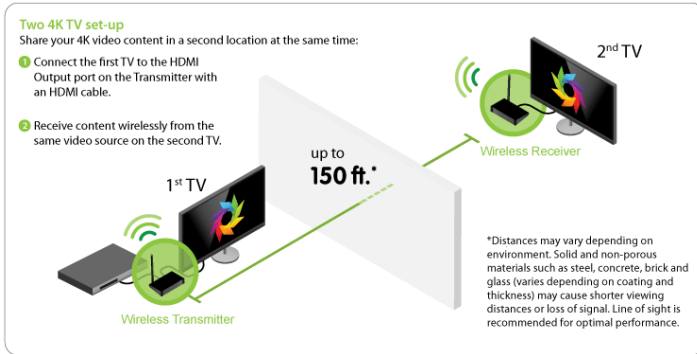 Two 4K TV set-up
Share your 4K video content in a second location at the same time:
1 Connect the first TV to the HDMI
Output port on the Transmitter with
an HDMI cable.
2 Receive content wirelessly from the
same video source on the second TV.
2nd TV
Wireless Receiver
up to
150 ft.*
1st TV
Wireless Transmitter
*Distances may vary depending on
environment. Solid and non-porous
materials such as steel, concrete, brick and
glass (varies depending on coating and
thickness) may cause shorter viewing
distances or loss of signal. Line of sight is
recommended for optimal performance.